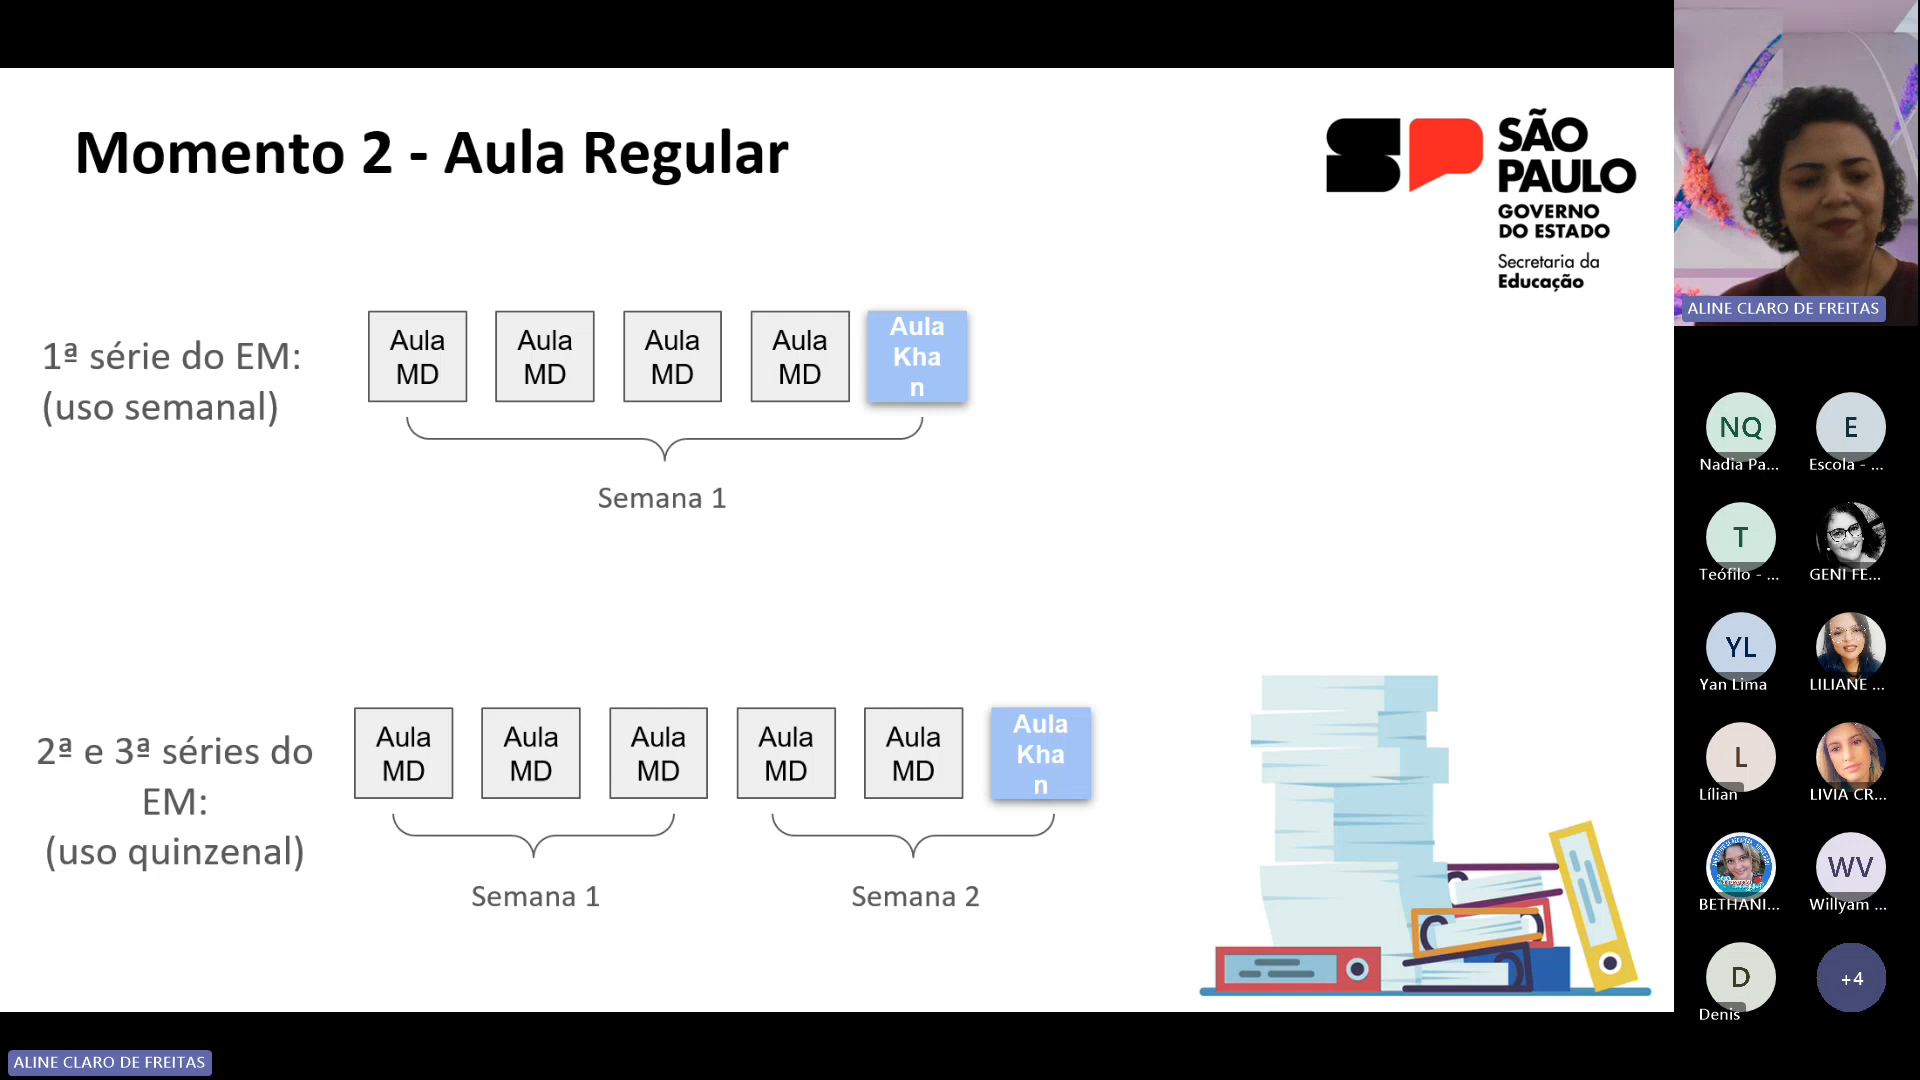 Momento 2 - Aula Regular
SÃO
PAULO
GOVERNO
DO ESTADO
Secretaria da
Educação
1ª série do EM:
(uso semanal)
Aula
MD
Aula
MD
Aula
MD
Aula
MD
Aula
Kha
n
Semana 1
2ª e 3ª séries do
EM:
(uso quinzenal)
Aula
MD
Aula
MD
Aula
MD
Aula
MD
Aula
MD
Aula
Kha
n
Semana 1
Semana 2
ALINE CLARO DE FREITAS
NQ
Nadia Pa...
E
Escola - ...
T
Teófilo - ...
GENI FE...
YL
Yan Lima
LILIANE ...
L
Lílian
LIVIA CR...
BETHANI...
WV
Willyam ...
D
Denis
+4
ALINE CLARO DE FREITAS